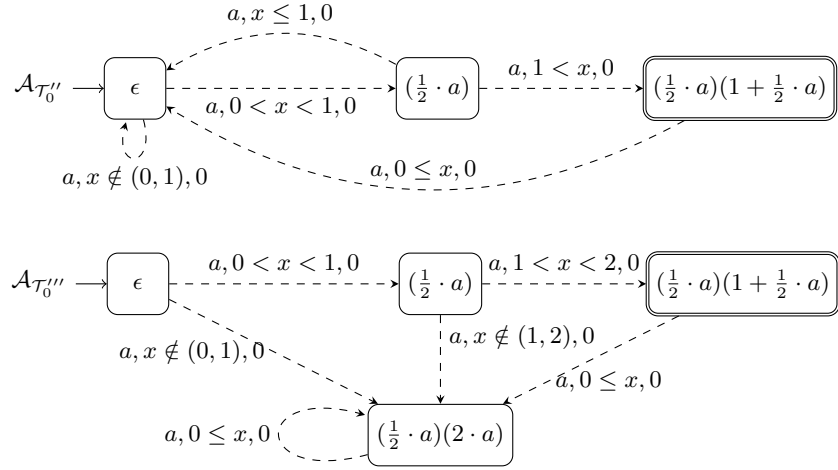 a, x ≤ 1, 0
𝒜_{𝒯₀''} ϵ (½ · a) a, 1 < x, 0 (½ · a)(1 + ½ · a)
a, 0 < x < 1, 0
a, x ∉ (0, 1), 0 a, 0 ≤ x, 0
𝒜_{𝒯₀'''} ϵ a, 0 < x < 1, 0 (½ · a) a, 1 < x < 2, 0 (½ · a)(1 + ½ · a)
a, x ∉ (0, 1), 0 a, x ∉ (1, 2), 0
a, 0 ≤ x, 0
a, 0 ≤ x, 0 (½ · a)(2 · a)